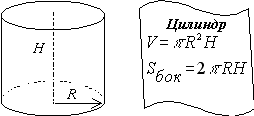 H
R
Цилиндр
V = πR²H
Sбок = 2πRH